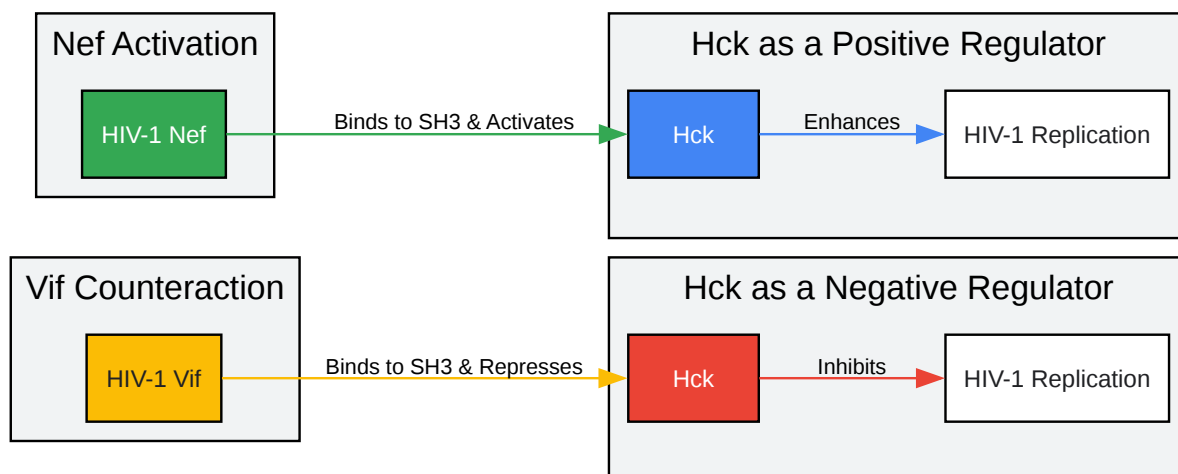 Nef Activation
Hck as a Positive Regulator
HIV-1 Nef
Binds to SH3 & Activates
Hck
Enhances
HIV-1 Replication
Vif Counteraction
Hck as a Negative Regulator
HIV-1 Vif
Binds to SH3 & Represses
Hck
Inhibits
HIV-1 Replication